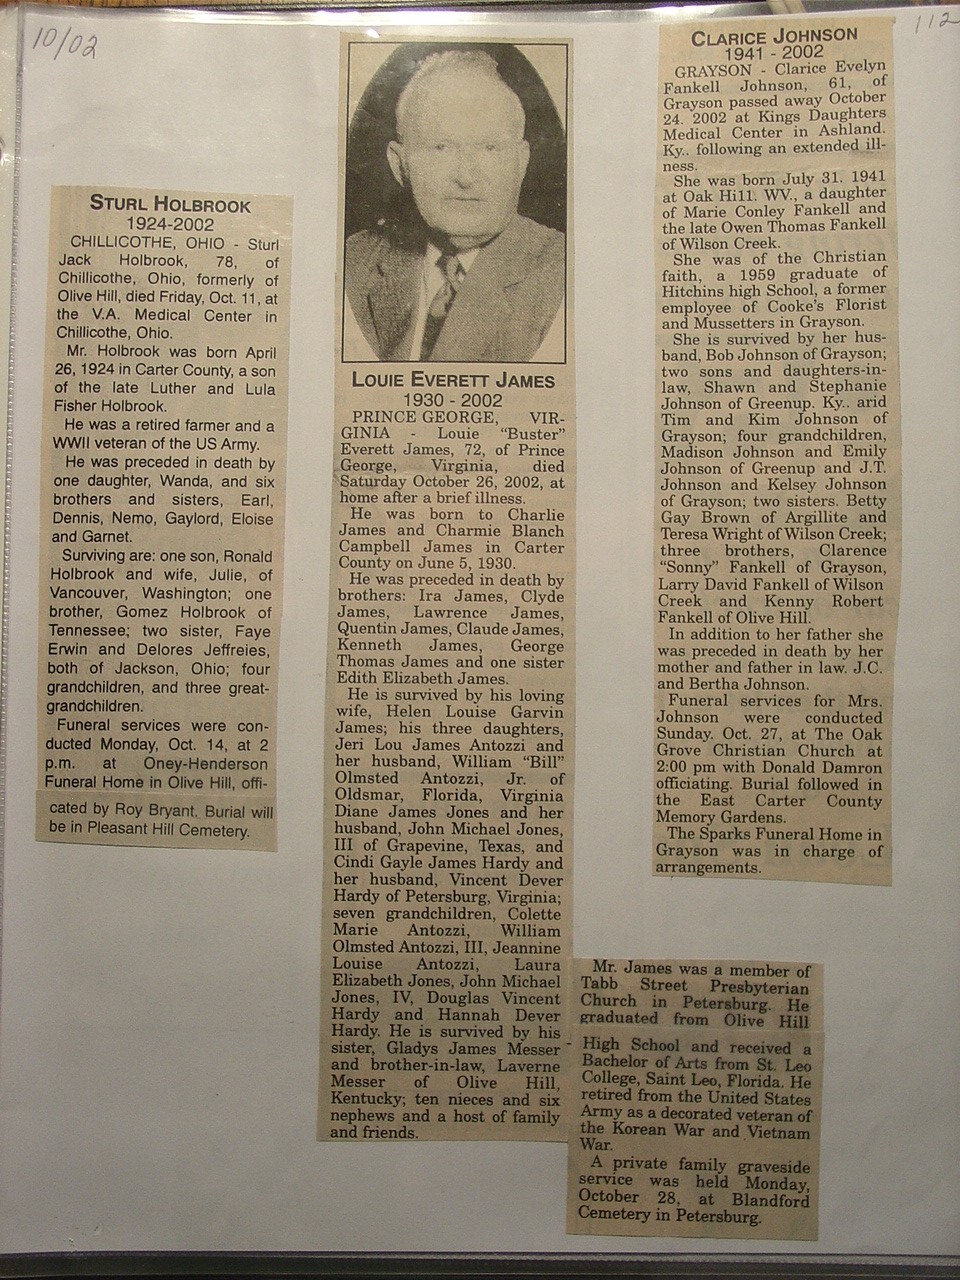 10/02
112
STURL HOLBROOK
1924-2002
CHILLICOTHE, OHIO - Sturl
Jack Holbrook, 78, of
Chillicothe, Ohio, formerly of
Olive Hill, died Friday, Oct. 11, at
the V.A. Medical Center in
Chillicothe, Ohio.
Mr. Holbrook was born April
26, 1924 in Carter County, a son
of the late Luther and Lula
Fisher Holbrook.
He was a retired farmer and a
WWII veteran of the US Army.
He was preceded in death by
one daughter, Wanda, and six
brothers and sisters, Earl,
Dennis, Nemo, Gaylord, Eloise
and Garnet.
Surviving are: one son, Ronald
Holbrook and wife, Julie, of
Vancouver, Washington; one
brother, Gomez Holbrook of
Tennessee; two sister, Faye
Erwin and Delores Jeffreies,
both of Jackson, Ohio; four
grandchildren, and three great-
grandchildren.
Funeral services were con-
ducted Monday, Oct. 14, at 2
p.m. at Oney-Henderson
Funeral Home in Olive Hill, offi-
cated by Roy Bryant. Burial will
be in Pleasant Hill Cemetery.
LOUIE EVERETT JAMES
1930 - 2002
PRINCE GEORGE, VIR-
GINIA - Louie “Buster”
Everett James, 72, of Prince
George, Virginia, died
Saturday October 26, 2002, at
home after a brief illness.
He was born to Charlie
James and Charmie Blanch
Campbell James in Carter
County on June 5, 1930.
He was preceded in death by
brothers: Ira James, Clyde
James, Lawrence James,
Quentin James, Claude James,
Kenneth James, George
Thomas James and one sister
Edith Elizabeth James.
He is survived by his loving
wife, Helen Louise Garvin
James; his three daughters,
Jeri Lou James Antozzi and
her husband, William “Bill”
Olmsted Antozzi, Jr. of
Oldsmar, Florida, Virginia
Diane James Jones and her
husband, John Michael Jones,
III of Grapevine, Texas, and
Cindi Gayle James Hardy and
her husband, Vincent Dever
Hardy of Petersburg, Virginia;
seven grandchildren, Colette
Marie Antozzi, William
Olmsted Antozzi, III, Jeannine
Louise Antozzi, Laura
Elizabeth Jones, John Michael
Jones, IV, Douglas Vincent
Hardy and Hannah Dever
Hardy. He is survived by his
sister, Gladys James Messer
and brother-in-law, Laverne
Messer of Olive Hill,
Kentucky; ten nieces and six
nephews and a host of family
and friends.
Mr. James was a member of
Tabb Street Presbyterian
Church in Petersburg. He
graduated from Olive Hill
High School and received a
Bachelor of Arts from St. Leo
College, Saint Leo, Florida. He
retired from the United States
Army as a decorated veteran of
the Korean War and Vietnam
War.
A private family graveside
service was held Monday,
October 28, at Blandford
Cemetery in Petersburg.
CLARICE JOHNSON
1941 - 2002
GRAYSON - Clarice Evelyn
Fankell Johnson, 61, of
Grayson passed away October
24. 2002 at Kings Daughters
Medical Center in Ashland.
Ky.. following an extended ill-
ness.
She was born July 31. 1941
at Oak Hill. WV., a daughter
of Marie Conley Fankell and
the late Owen Thomas Fankell
of Wilson Creek.
She was of the Christian
faith, a 1959 graduate of
Hitchins high School, a former
employee of Cooke's Florist
and Mussetters in Grayson.
She is survived by her hus-
band, Bob Johnson of Grayson;
two sons and daughters-in-
law, Shawn and Stephanie
Johnson of Greenup. Ky.. arid
Tim and Kim Johnson of
Grayson; four grandchildren,
Madison Johnson and Emily
Johnson of Greenup and J.T.
Johnson and Kelsey Johnson
of Grayson; two sisters. Betty
Gay Brown of Argillite and
Teresa Wright of Wilson Creek;
three brothers, Clarence
“Sonny” Fankell of Grayson,
Larry David Fankell of Wilson
Creek and Kenny Robert
Fankell of Olive Hill.
In addition to her father she
was preceded in death by her
mother and father in law. J.C.
and Bertha Johnson.
Funeral services for Mrs.
Johnson were conducted
Sunday. Oct. 27, at The Oak
Grove Christian Church at
2:00 pm with Donald Damron
officiating. Burial followed in
the East Carter County
Memory Gardens.
The Sparks Funeral Home in
Grayson was in charge of
arrangements.